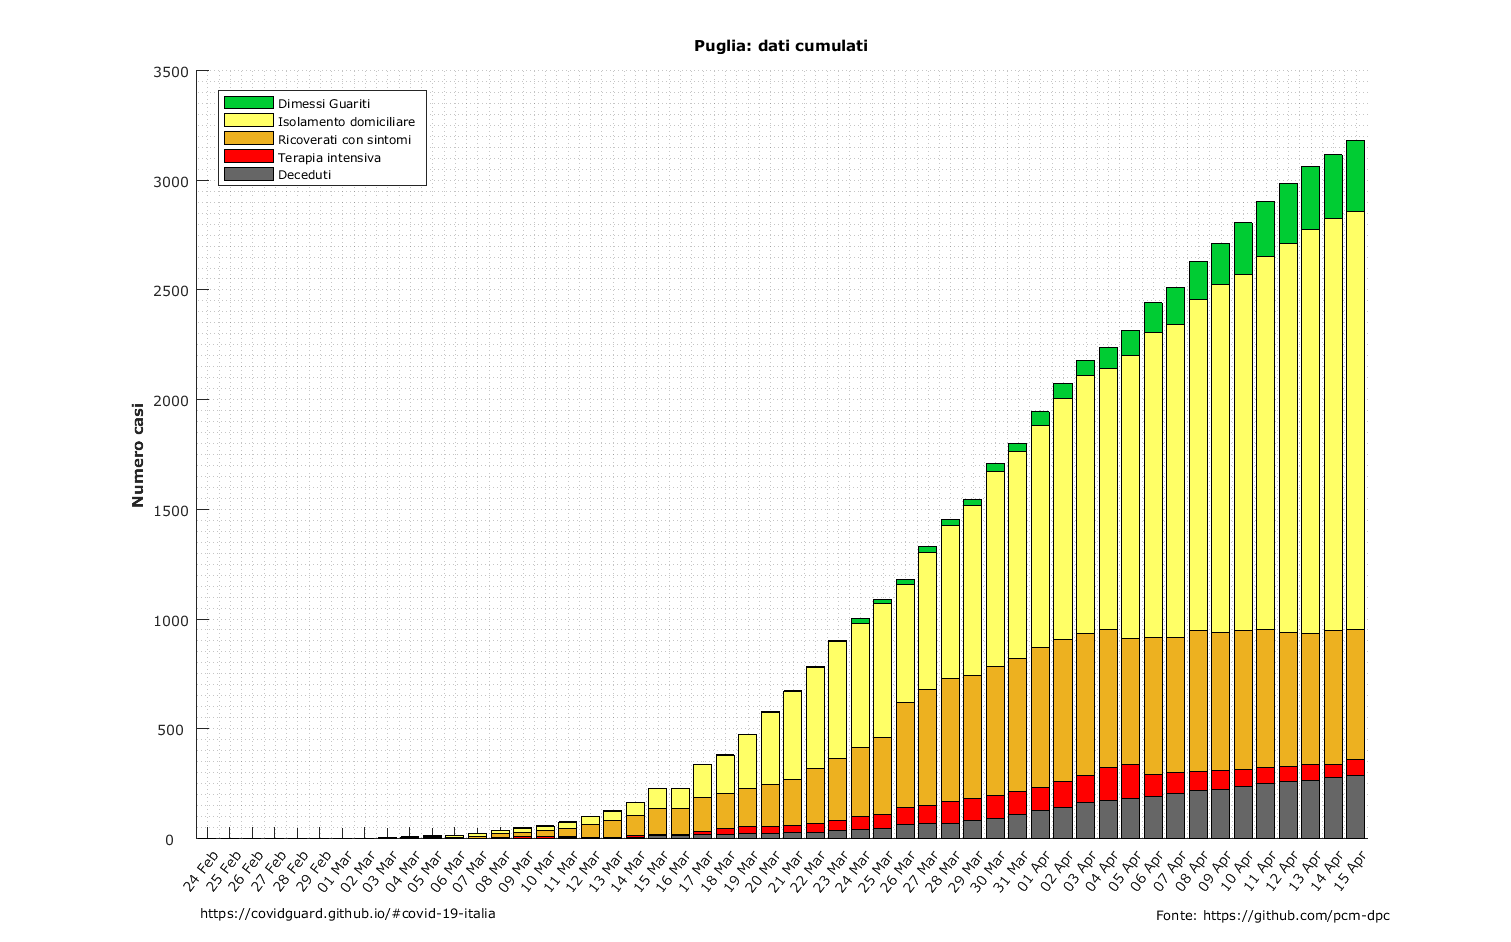 Puglia: dati cumulati
3500
3000
2500
2000
1500
1000
500
0
Numero casi
Dimessi Guariti
Isolamento domiciliare
Ricoverati con sintomi
Terapia intensiva
Deceduti
24 Feb
25 Feb
26 Feb
27 Feb
28 Feb
29 Feb
01 Mar
02 Mar
03 Mar
04 Mar
05 Mar
06 Mar
07 Mar
08 Mar
09 Mar
10 Mar
11 Mar
12 Mar
13 Mar
14 Mar
15 Mar
16 Mar
17 Mar
18 Mar
19 Mar
20 Mar
21 Mar
22 Mar
23 Mar
24 Mar
25 Mar
26 Mar
27 Mar
28 Mar
29 Mar
30 Mar
31 Mar
01 Apr
02 Apr
03 Apr
04 Apr
05 Apr
06 Apr
07 Apr
08 Apr
09 Apr
10 Apr
11 Apr
12 Apr
13 Apr
14 Apr
15 Apr
https://covidguard.github.io/#covid-19-italia
Fonte: https://github.com/pcm-dpc